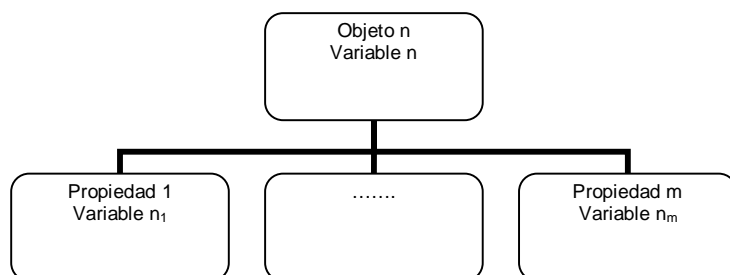 Objeto n
Variable n
Propiedad 1
Variable n₁
.......
Propiedad m
Variable nₘ